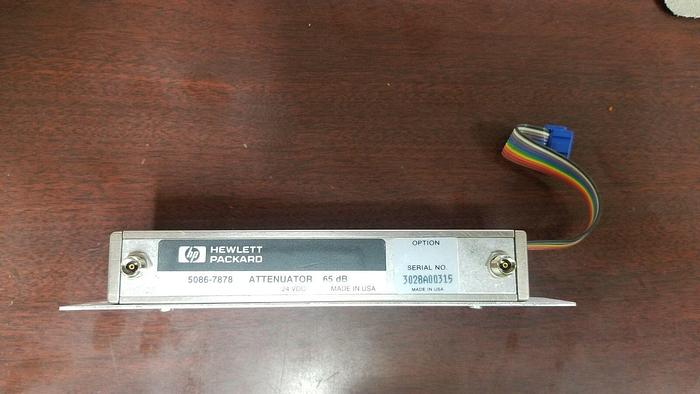 hp HEWLETT
PACKARD
5086-7878 ATTENUATOR 65 dB
24 VDC MADE IN USA
OPTION
SERIAL NO.
3028A00315
MADE IN USA